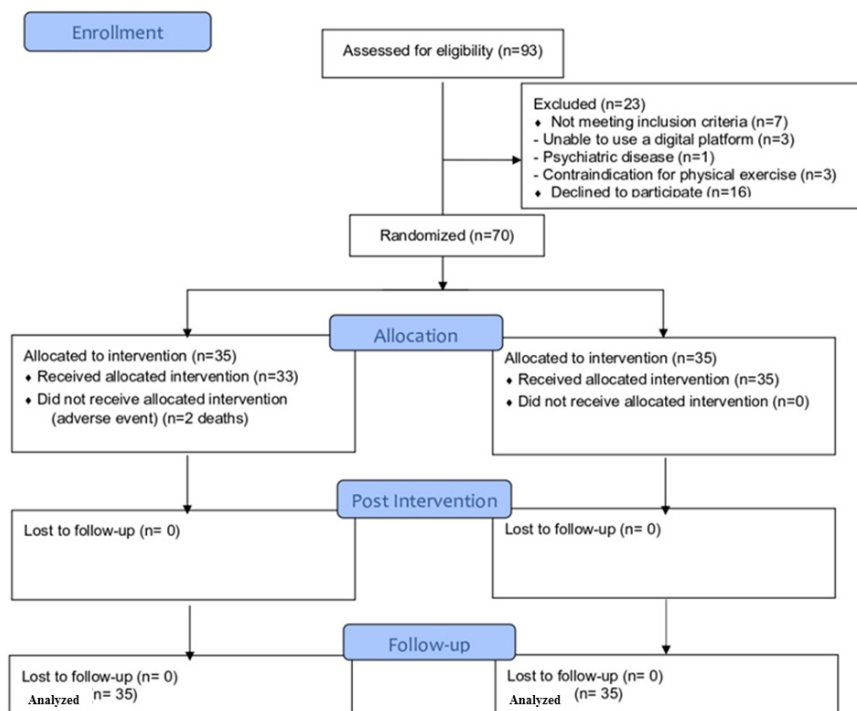 Enrollment
Assessed for eligibility (n=93)
Excluded (n=23)
♦ Not meeting inclusion criteria (n=7)
- Unable to use a digital platform (n=3)
- Psychiatric disease (n=1)
- Contraindication for physical exercise (n=3)
♦ Declined to participate (n=16)
Randomized (n=70)
Allocation
Allocated to intervention (n=35)
♦ Received allocated intervention (n=33)
♦ Did not receive allocated intervention
(adverse event) (n=2 deaths)
Allocated to intervention (n=35)
♦ Received allocated intervention (n=35)
♦ Did not receive allocated intervention (n=0)
Post Intervention
Lost to follow-up (n= 0)
Lost to follow-up (n= 0)
Follow-up
Lost to follow-up (n= 0)
Analyzed (n= 35)
Lost to follow-up (n= 0)
Analyzed (n= 35)